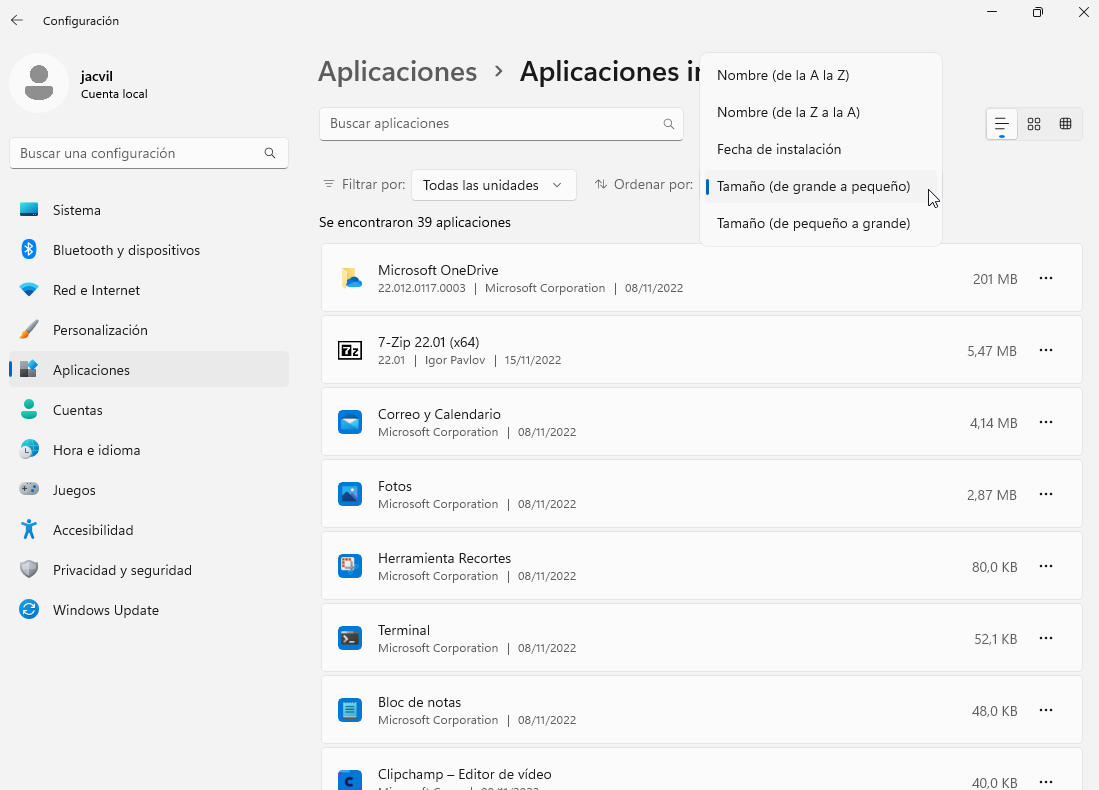 Configuración
jacvil
Cuenta local
Buscar una configuración
Sistema
Bluetooth y dispositivos
Red e Internet
Personalización
Aplicaciones
Cuentas
Hora e idioma
Juegos
Accesibilidad
Privacidad y seguridad
Windows Update
Aplicaciones > Aplicaciones
Buscar aplicaciones
Filtrar por: Todas las unidades Ordenar por:
Nombre (de la A la Z)
Nombre (de la Z a la A)
Fecha de instalación
Tamaño (de grande a pequeño)
Tamaño (de pequeño a grande)
Se encontraron 39 aplicaciones
Microsoft OneDrive
22.012.0117.0003 | Microsoft Corporation | 08/11/2022
201 MB
7z
7-Zip 22.01 (x64)
22.01 | Igor Pavlov | 15/11/2022
5,47 MB
Correo y Calendario
Microsoft Corporation | 08/11/2022
4,14 MB
Fotos
Microsoft Corporation | 08/11/2022
2,87 MB
Herramienta Recortes
Microsoft Corporation | 08/11/2022
80,0 KB
Terminal
Microsoft Corporation | 08/11/2022
52,1 KB
Bloc de notas
Microsoft Corporation | 08/11/2022
48,0 KB
C
Clipchamp – Editor de vídeo
40,0 KB